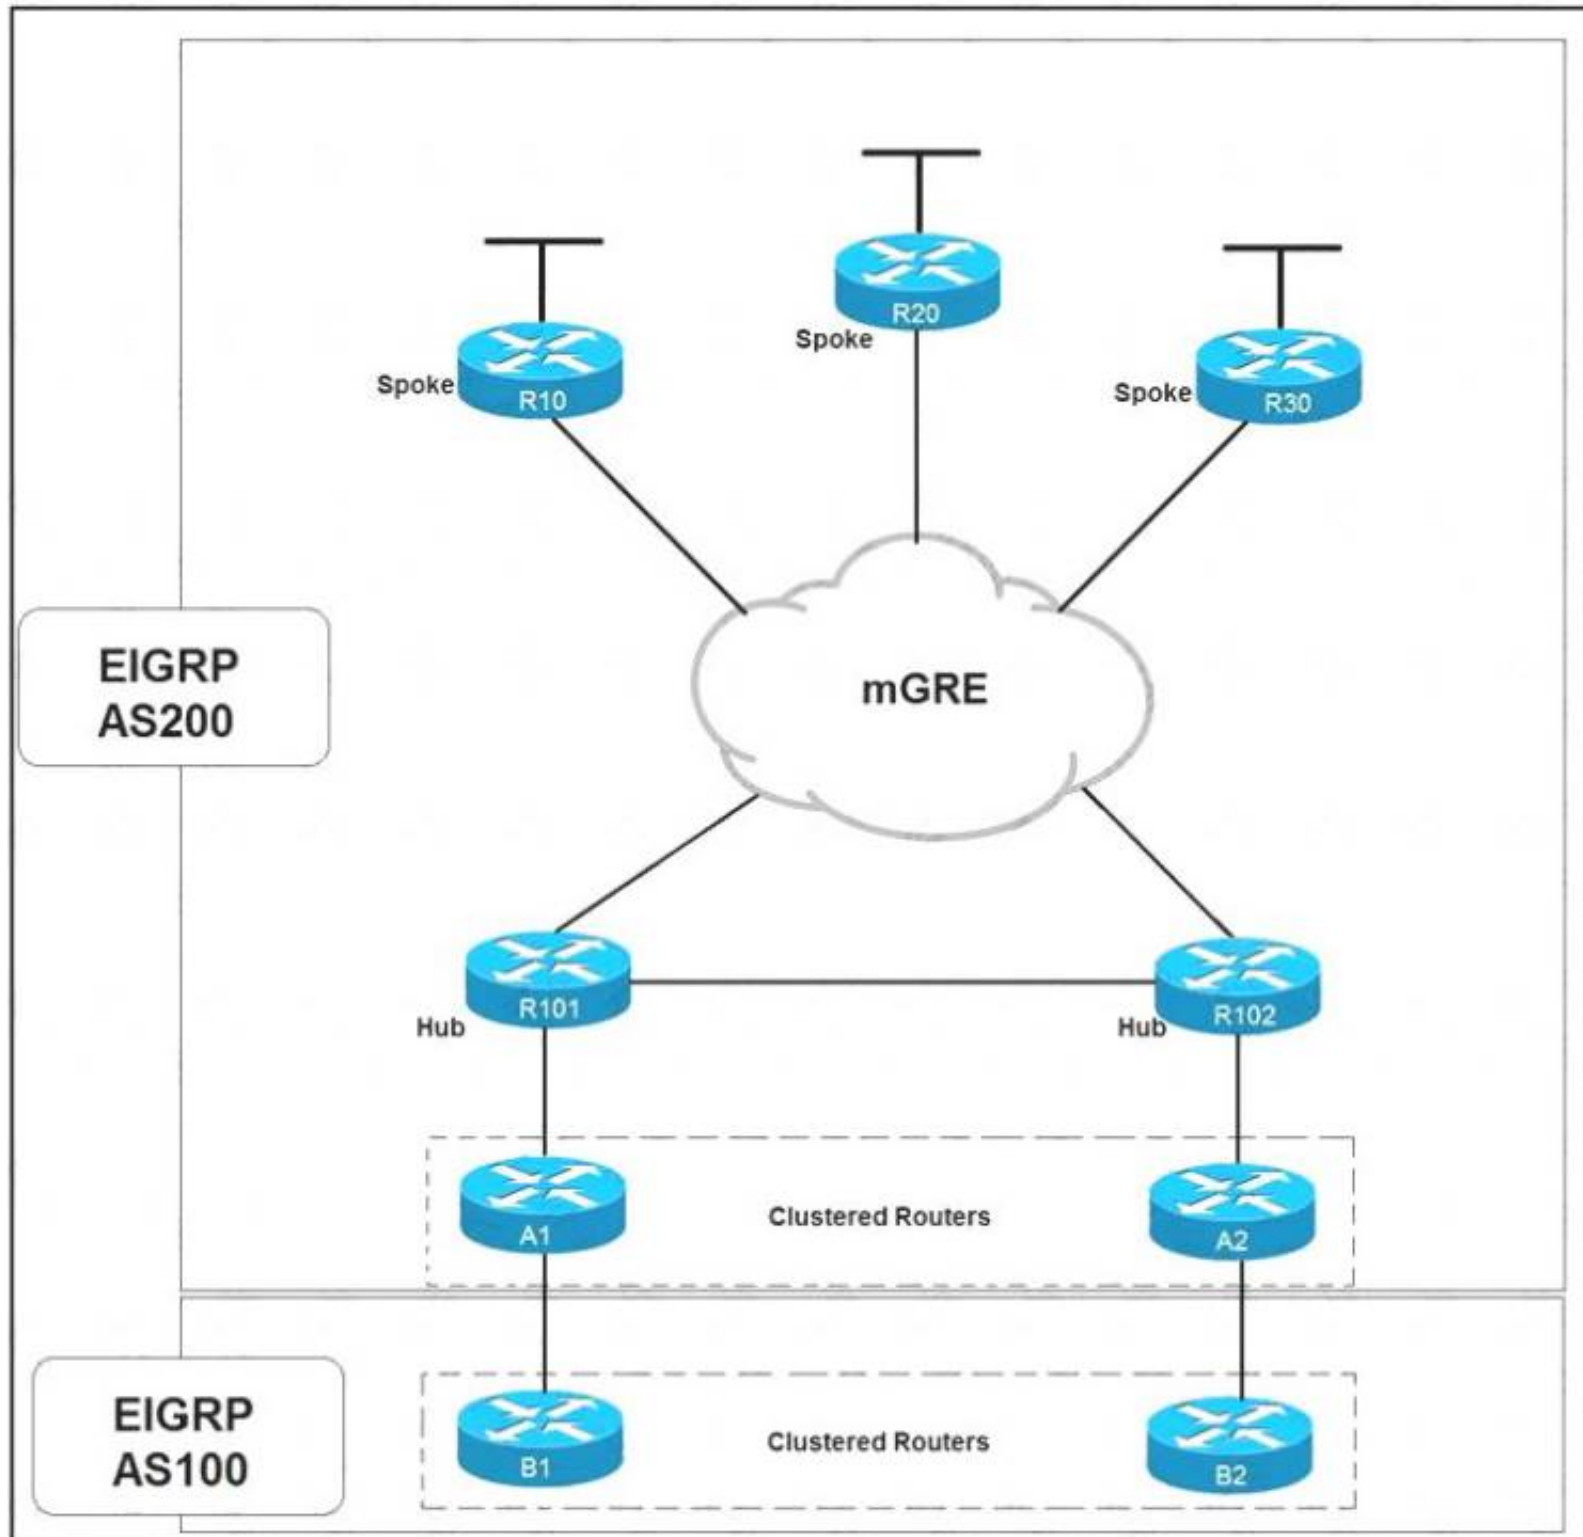 R20
Spoke
R10
Spoke
R30
Spoke
EIGRP
AS200
mGRE
R101
Hub
R102
Hub
A1
Clustered Routers
A2
EIGRP
AS100
B1
Clustered Routers
B2